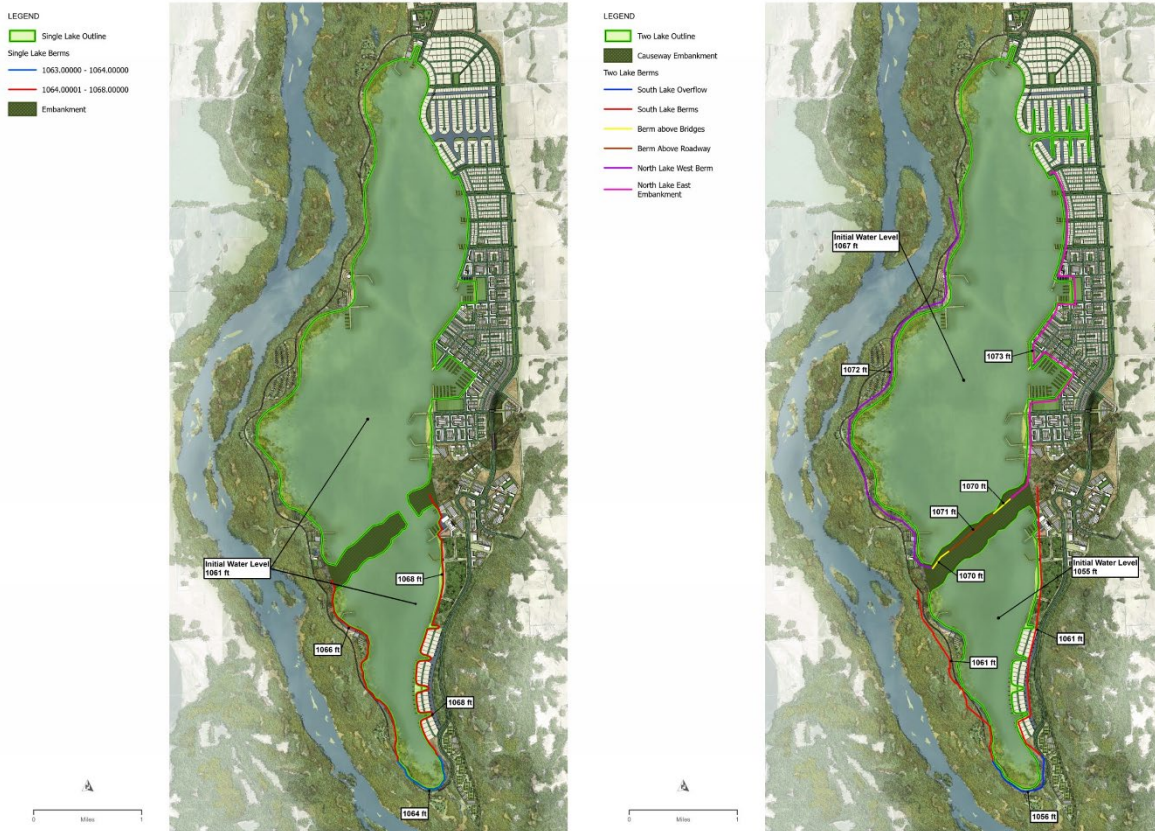 LEGEND
Single Lake Outline
Single Lake Berms
1063.00000 - 1064.00000
1064.00001 - 1068.00000
Embankment
Initial Water Level
1061 ft
1068 ft
1066 ft
1068 ft
1064 ft
0 Miles 1
LEGEND
Two Lake Outline
Causeway Embankment
Two Lake Berms
South Lake Overflow
South Lake Berms
Berm above Bridges
Berm Above Roadway
North Lake West Berm
North Lake East
Embankment
Initial Water Level
1067 ft
1073 ft
1072 ft
1070 ft
1071 ft
1070 ft
Initial Water Level
1055 ft
1061 ft
1061 ft
1056 ft
0 Miles 1